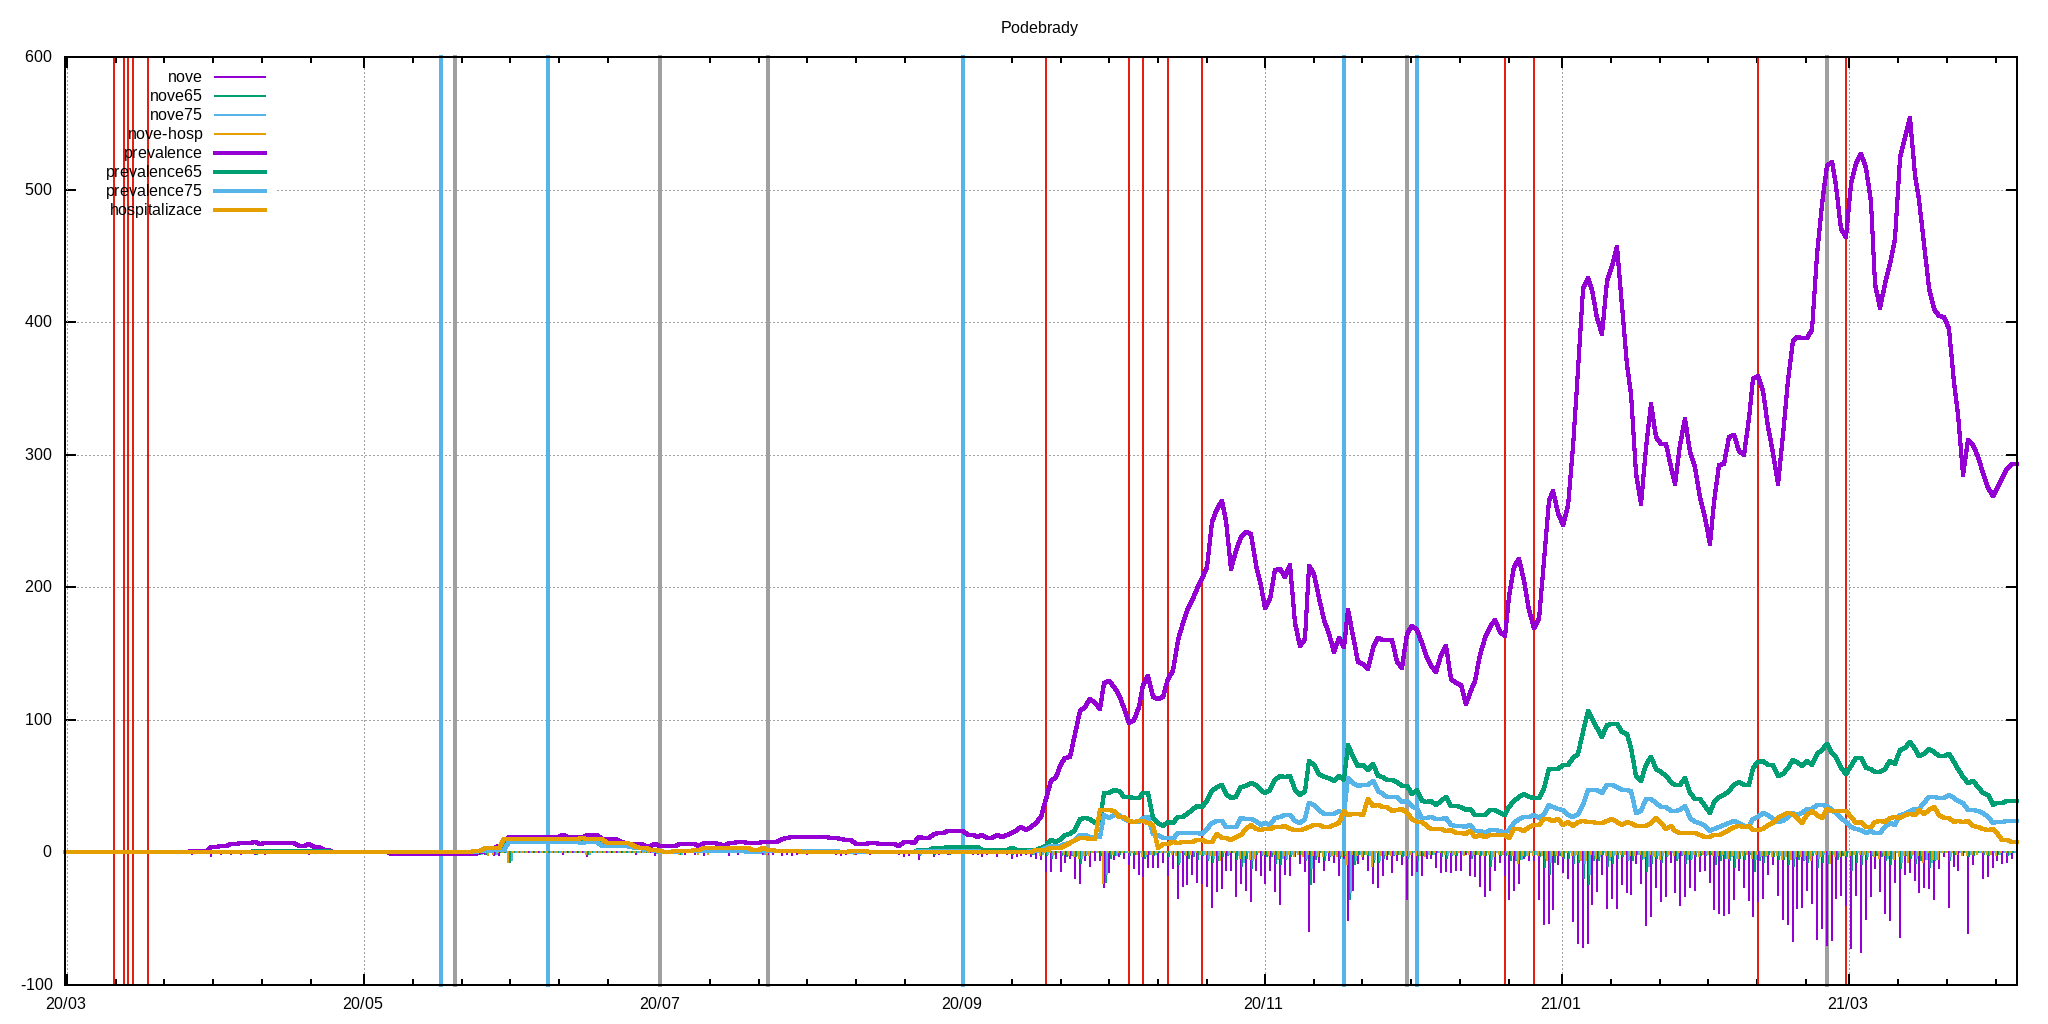 Podebrady
600
500
400
300
200
100
0
-100
nove
nove65
nove75
nove-hosp
prevalence
prevalence65
prevalence75
hospitalizace
20/03 20/05 20/07 20/09 20/11 21/01 21/03